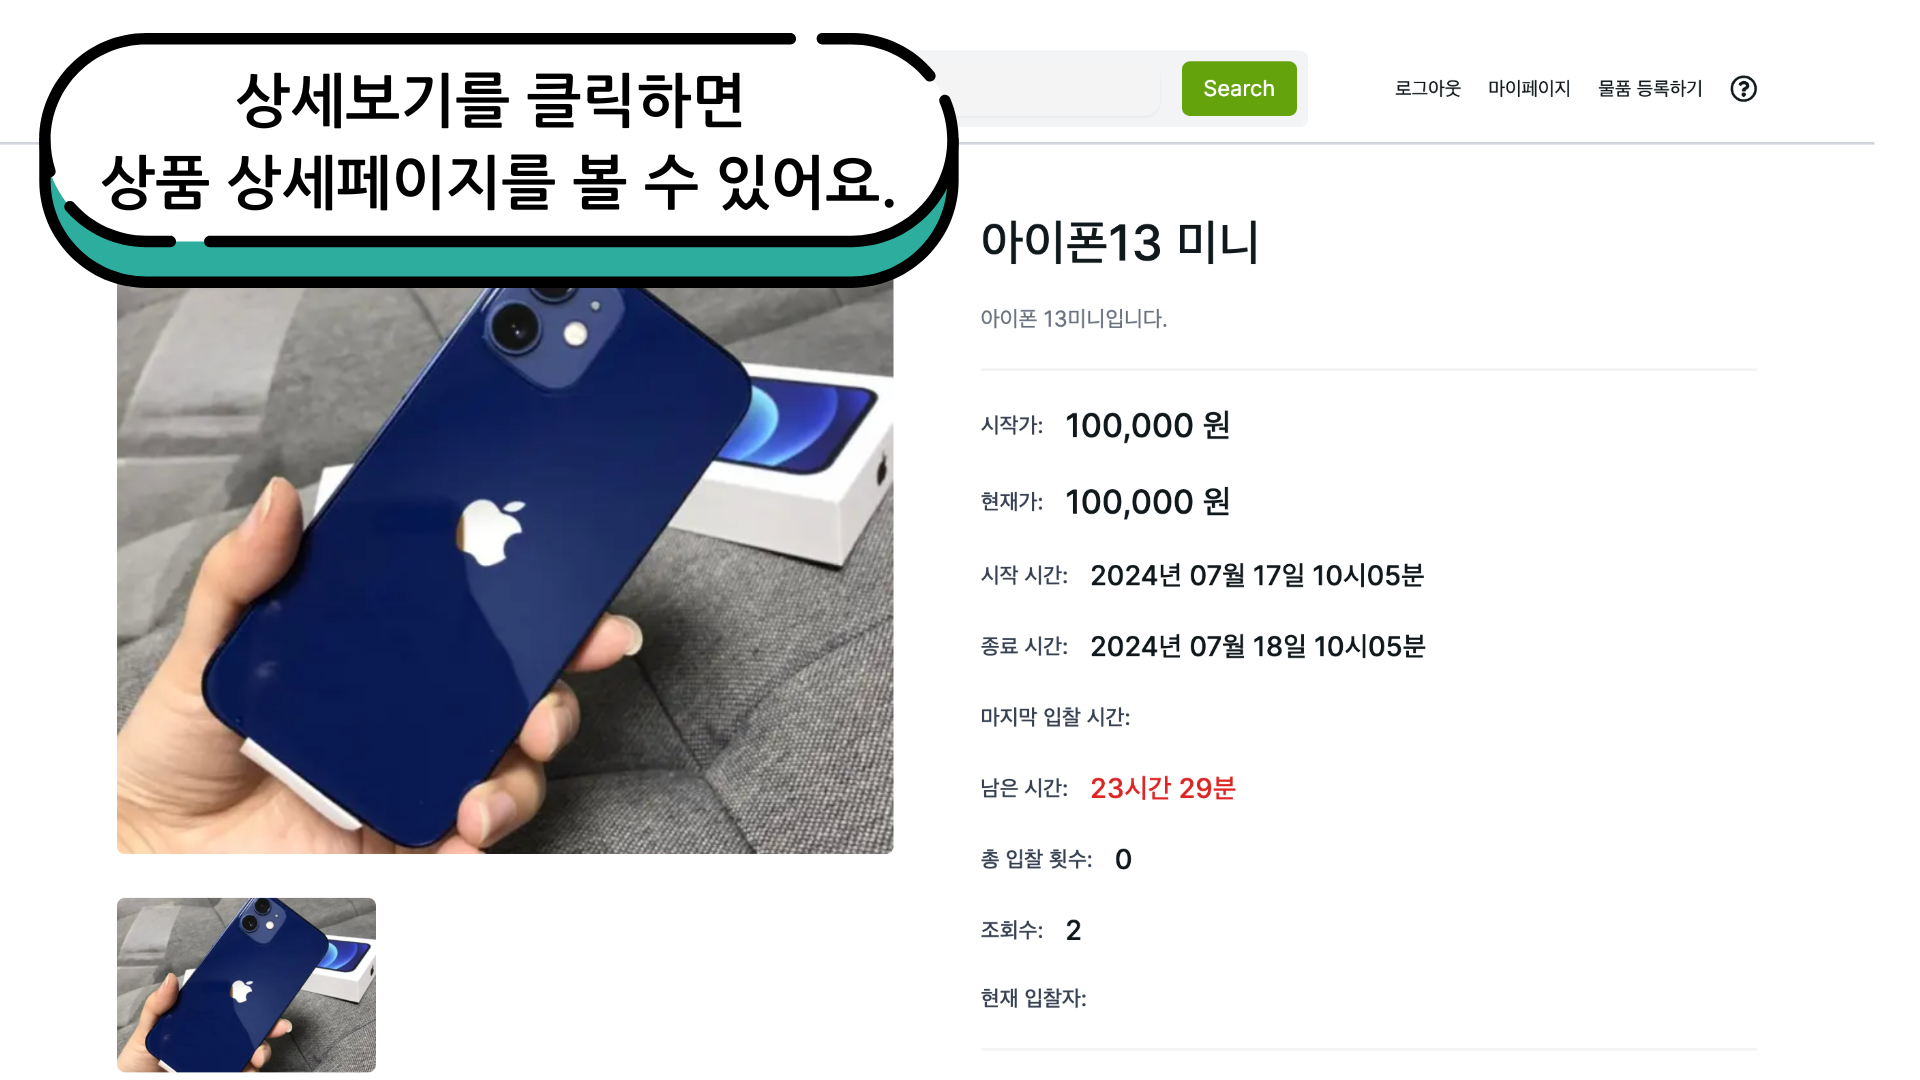 상세보기를 클릭하면
상품 상세페이지를 볼 수 있어요.
Search
로그아웃 마이페이지 물품 등록하기 ?
아이폰13 미니
아이폰 13미니입니다.
시작가: 100,000 원
현재가: 100,000 원
시작 시간: 2024년 07월 17일 10시05분
종료 시간: 2024년 07월 18일 10시05분
마지막 입찰 시간:
남은 시간: 23시간 29분
총 입찰 횟수: 0
조회수: 2
현재 입찰자: